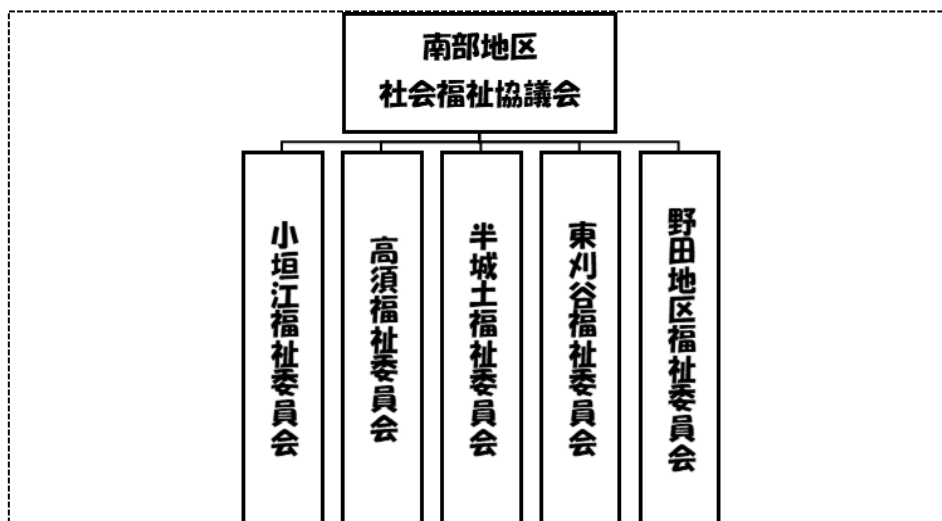 南部地区
社会福祉協議会
小垣江福祉委員会
高須福祉委員会
半城土福祉委員会
東刈谷福祉委員会
野田地区福祉委員会